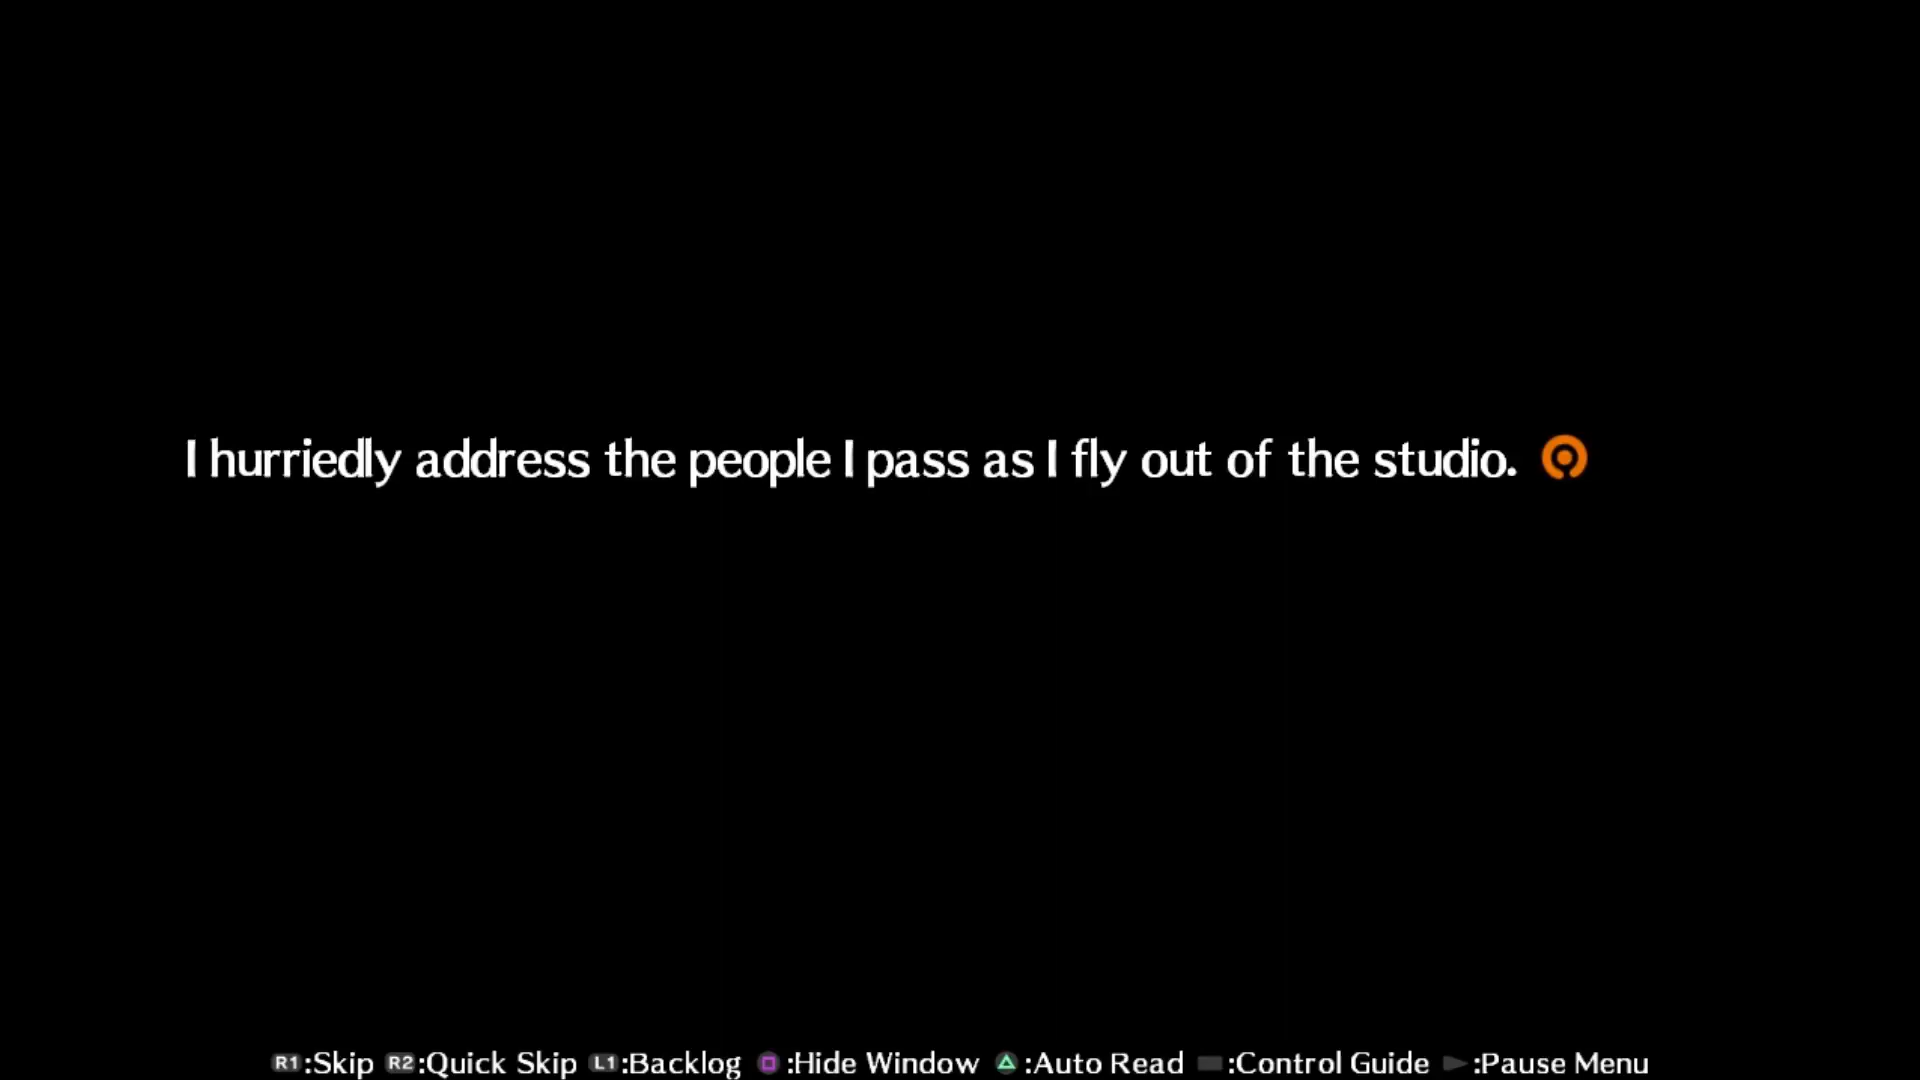 I hurriedly address the people I pass as I fly out of the studio.
R1:Skip R2:Quick Skip L1:Backlog :Hide Window :Auto Read :Control Guide :Pause Menu